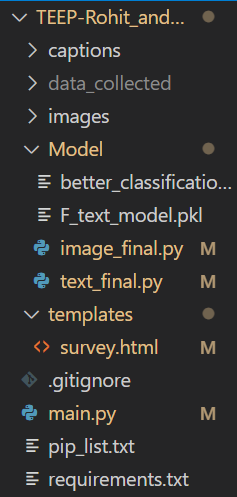 TEEP-Rohit_and...
captions
data_collected
images
Model
better_classificatio...
F_text_model.pkl
image_final.py M
text_final.py M
templates
survey.html M
.gitignore
main.py M
pip_list.txt
requirements.txt